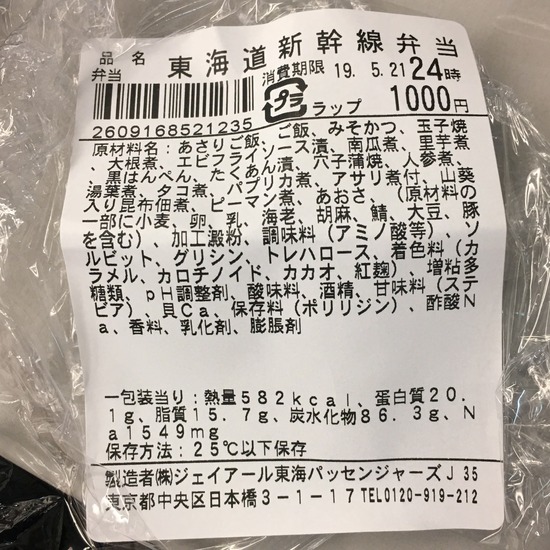 品名 東海道新幹線弁当
弁当
消費期限 19. 5.21 24時
プラ ラップ 1000円
2609168521235
原材料名:あさりご飯、ご飯、みそかつ、玉子焼
、大根煮、エビフライソース漬、南瓜煮、里芋煮
、黒はんぺん、たくあん漬、穴子蒲焼、人参煮、
湯葉煮、タコ煮、パプリカ煮、アサリ煮付、山葵
入り昆布佃煮、ピーマン煮、あおさ、(原材料の
一部に小麦、卵、乳、海老、胡麻、鯖、大豆、豚
を含む)、加工澱粉、調味料(アミノ酸等)、ソ
ルビット、グリシン、トレハロース、着色料(カ
ラメル、カロチノイド、カカオ、紅麹)、増粘多
糖類、pH調整剤、酸味料、酒精、甘味料(ステ
ビア)、貝Ca、保存料(ポリリジン)、酢酸N
a、香料、乳化剤、膨脹剤
一包装当り:熱量582kcal、蛋白質20.
1g、脂質15.7g、炭水化物86.3g、N
a1549mg
保存方法:25℃以下保存
製造者㈱ジェイアール東海パッセンジャーズJ 35
東京都中央区日本橋3-1-17TEL0120-919-212